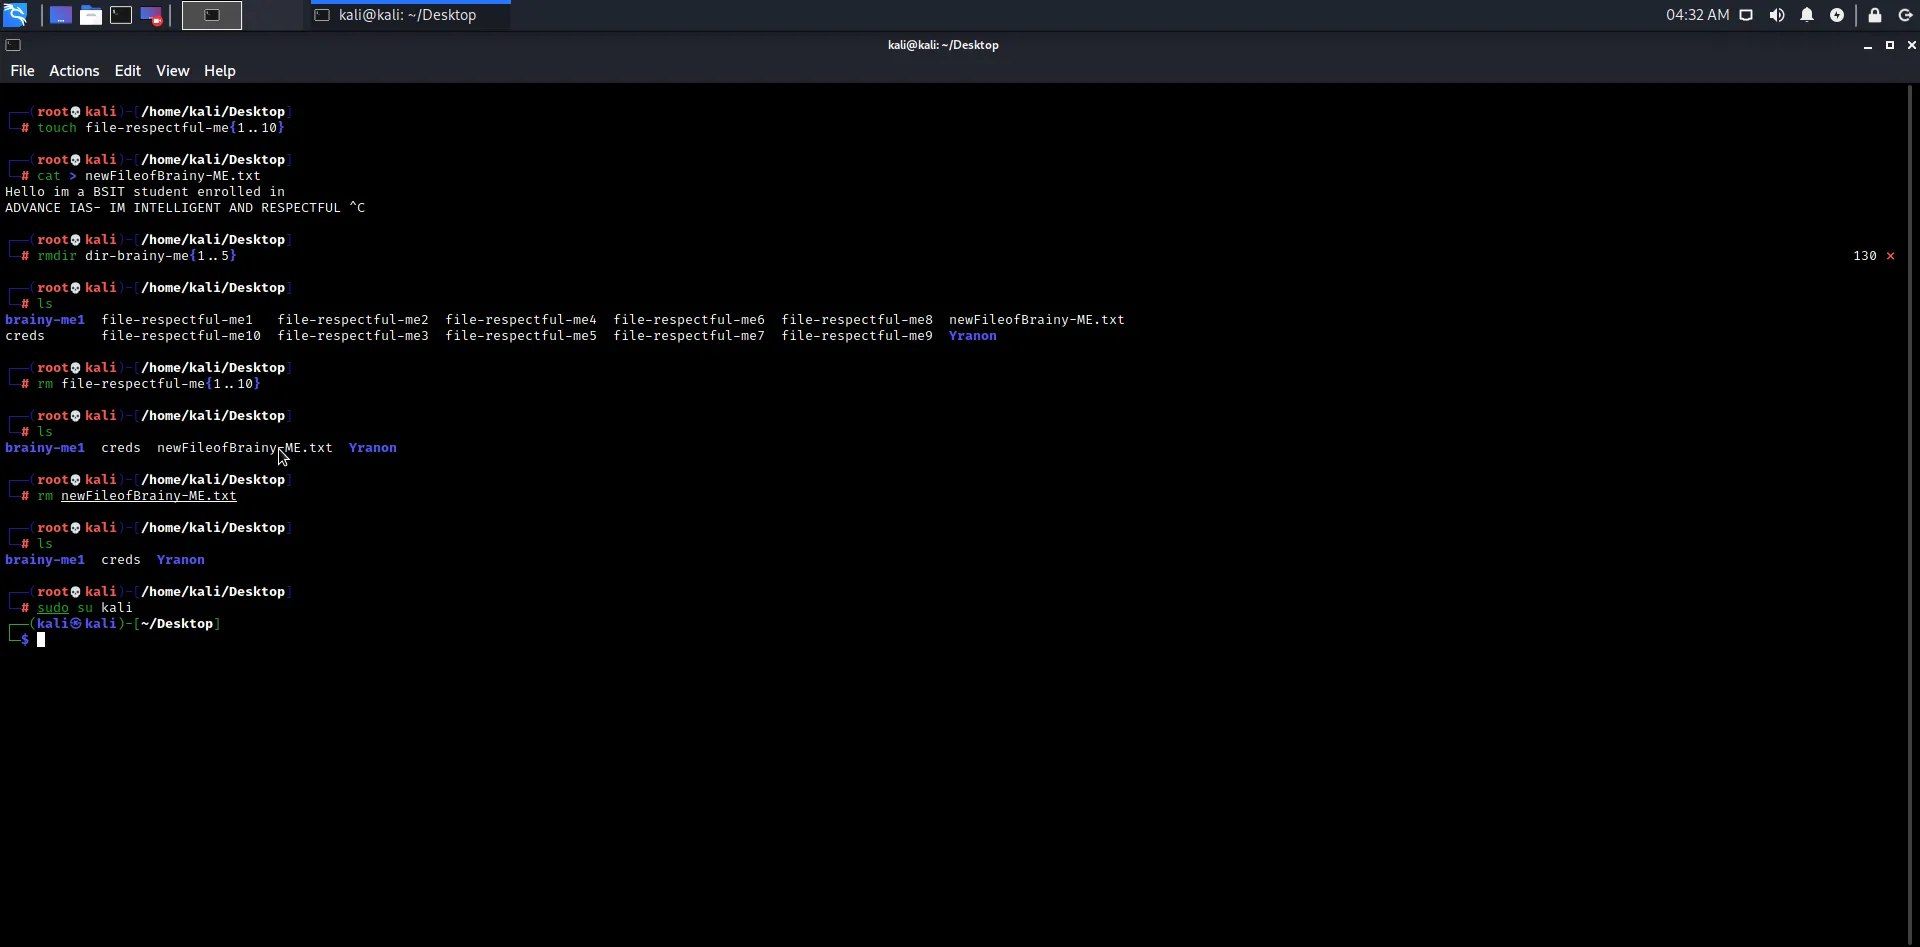 kali@kali: ~/Desktop
04:32 AM
kali@kali: ~/Desktop
File Actions Edit View Help
(root💀kali)-[/home/kali/Desktop]
# touch file-respectful-me{1..10}
(root💀kali)-[/home/kali/Desktop]
# cat > newFileofBrainy-ME.txt
Hello im a BSIT student enrolled in
ADVANCE IAS- IM INTELLIGENT AND RESPECTFUL ^C
(root💀kali)-[/home/kali/Desktop]
# rmdir dir-brainy-me{1..5} 130 ⨯
(root💀kali)-[/home/kali/Desktop]
# ls
brainy-me1 file-respectful-me1 file-respectful-me2 file-respectful-me4 file-respectful-me6 file-respectful-me8 newFileofBrainy-ME.txt
creds file-respectful-me10 file-respectful-me3 file-respectful-me5 file-respectful-me7 file-respectful-me9 Yranon
(root💀kali)-[/home/kali/Desktop]
# rm file-respectful-me{1..10}
(root💀kali)-[/home/kali/Desktop]
# ls
brainy-me1 creds newFileofBrainy-ME.txt Yranon
(root💀kali)-[/home/kali/Desktop]
# rm newFileofBrainy-ME.txt
(root💀kali)-[/home/kali/Desktop]
# ls
brainy-me1 creds Yranon
(root💀kali)-[/home/kali/Desktop]
# sudo su kali
(kali㉿kali)-[~/Desktop]
$